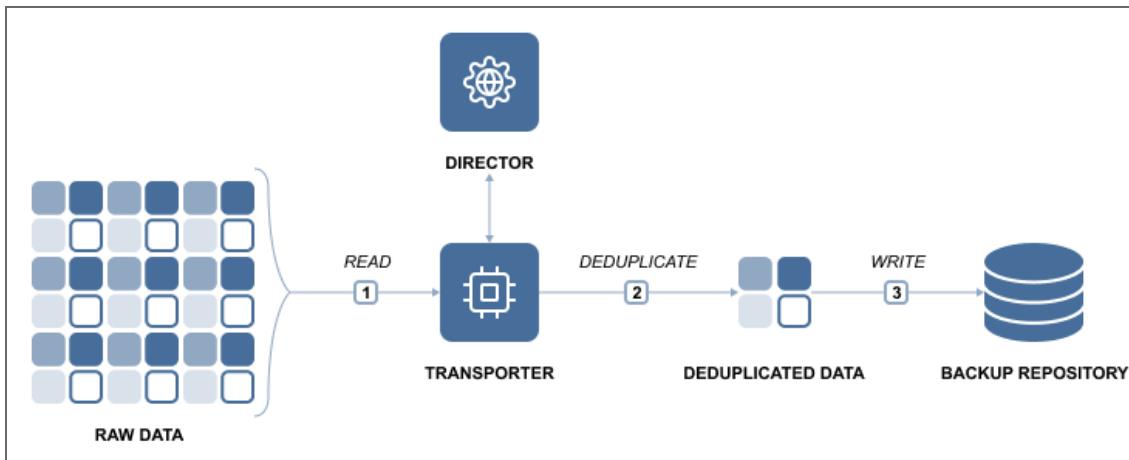 DIRECTOR
READ
1
DEDUPLICATE
2
WRITE
3
TRANSPORTER
DEDUPLICATED DATA
BACKUP REPOSITORY
RAW DATA